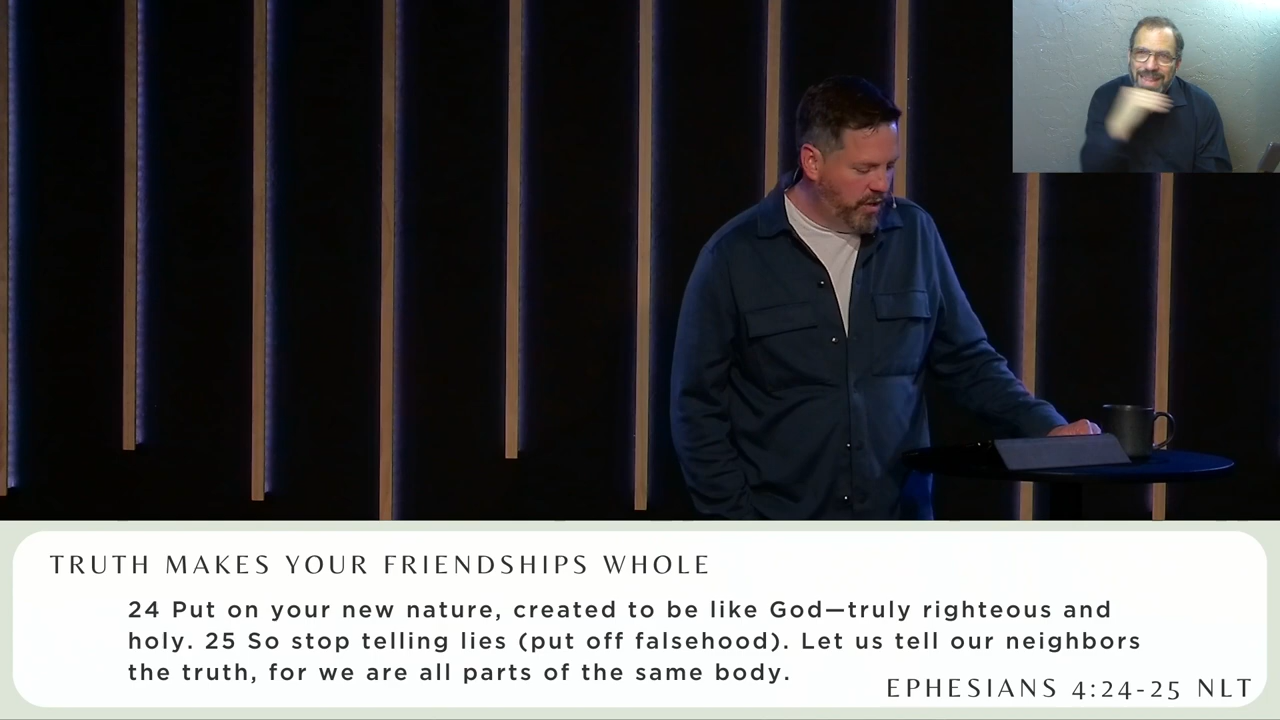 TRUTH MAKES YOUR FRIENDSHIPS WHOLE
24 Put on your new nature, created to be like God—truly righteous and
holy. 25 So stop telling lies (put off falsehood). Let us tell our neighbors
the truth, for we are all parts of the same body.
EPHESIANS 4:24-25 NLT